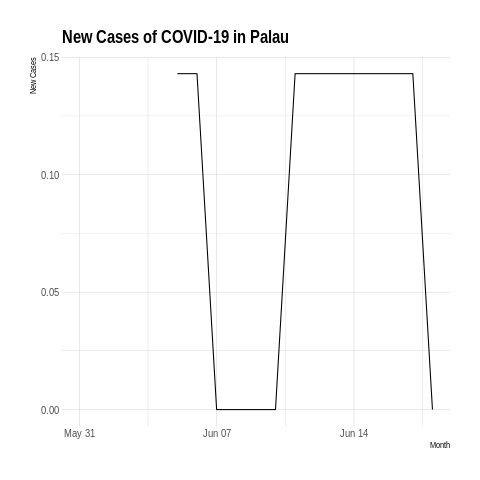 New Cases of COVID-19 in Palau
New Cases
0.15
0.10
0.05
0.00
May 31
Jun 07
Jun 14
Month